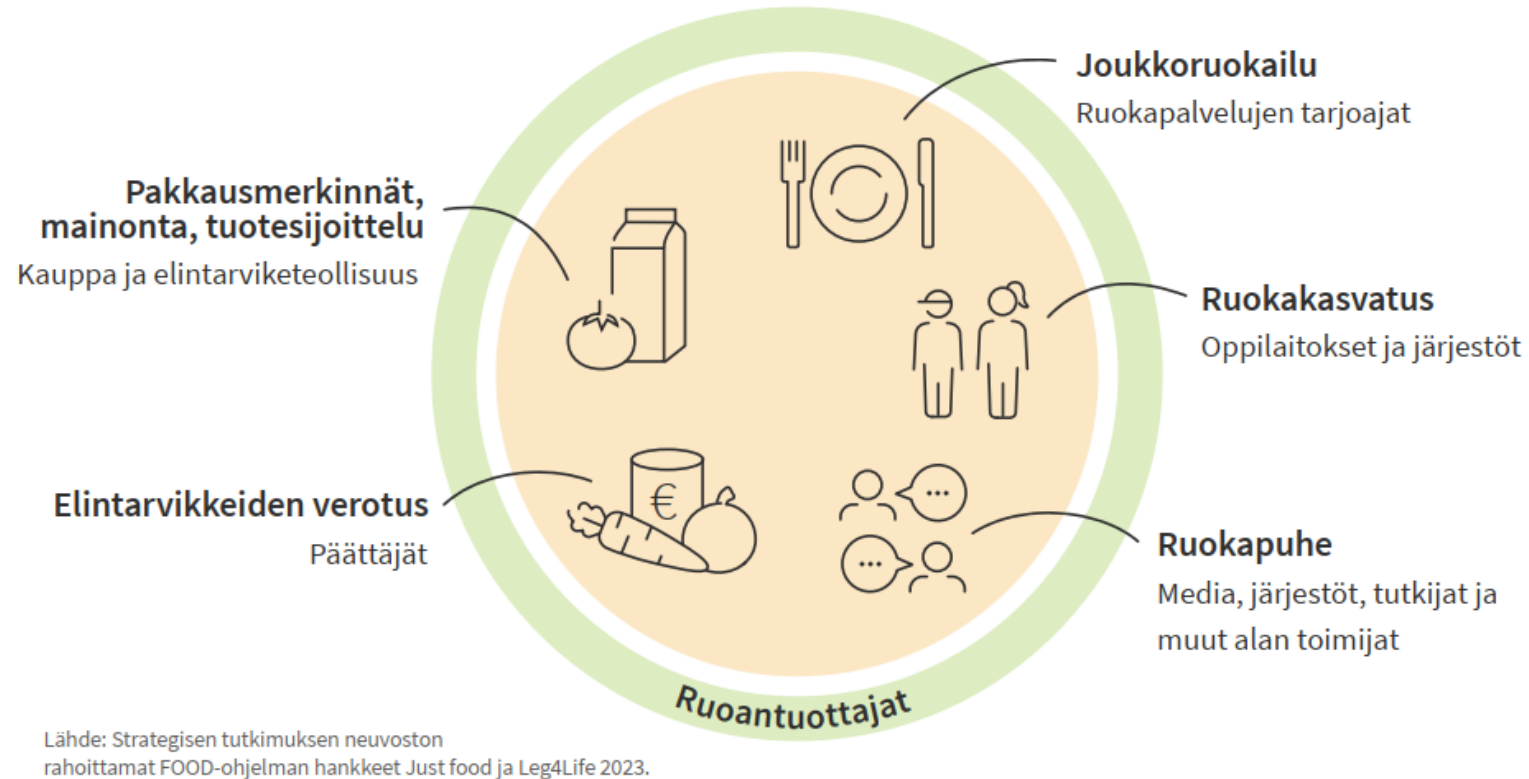 Joukkoruokailu
Ruokapalvelujen tarjoajat
Pakkausmerkinnät,
mainonta, tuotesijoittelu
Kauppa ja elintarviketeollisuus
Ruokakasvatus
Oppilaitokset ja järjestöt
Elintarvikkeiden verotus
Päättäjät
€
Ruokapuhe
Media, järjestöt, tutkijat ja
muut alan toimijat
Ruoantuottajat
Lähde: Strategisen tutkimuksen neuvoston
rahoittamat FOOD-ohjelman hankkeet Just food ja Leg4Life 2023.